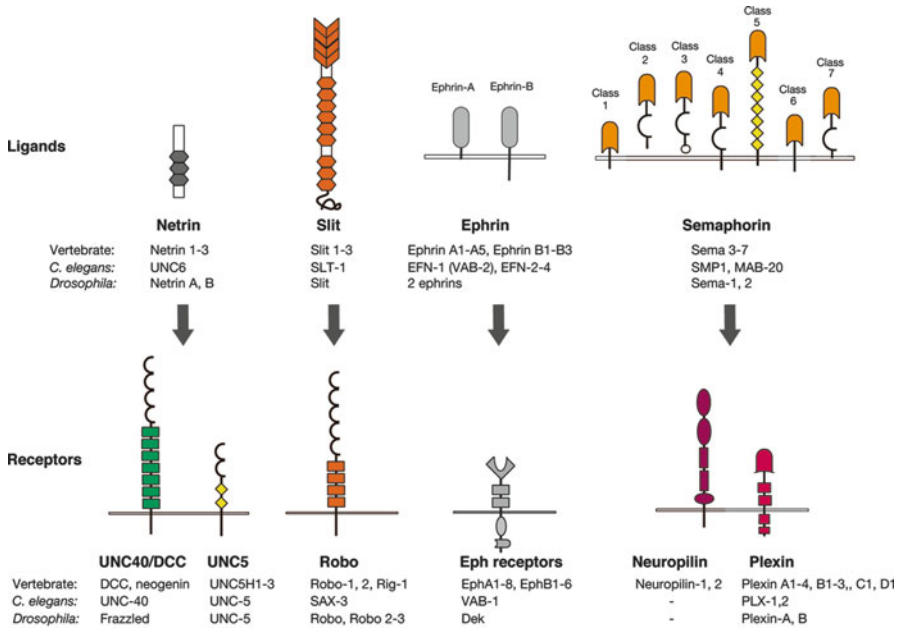 Class
5
Class
2
Class
3
Class
4
Class
7
Class
1
Class
6
Ephrin-A Ephrin-B
Ligands
Netrin Slit Ephrin Semaphorin
Vertebrate: Netrin 1-3 Slit 1-3 Ephrin A1-A5, Ephrin B1-B3 Sema 3-7
C. elegans: UNC6 SLT-1 EFN-1 (VAB-2), EFN-2-4 SMP1, MAB-20
Drosophila: Netrin A, B Slit 2 ephrins Sema-1, 2
Receptors
UNC40/DCC UNC5 Robo Eph receptors Neuropilin Plexin
Vertebrate: DCC, neogenin UNC5H1-3 Robo-1, 2, Rig-1 EphA1-8, EphB1-6 Neuropilin-1, 2 Plexin A1-4, B1-3,, C1, D1
C. elegans: UNC-40 UNC-5 SAX-3 VAB-1 - PLX-1,2
Drosophila: Frazzled UNC-5 Robo, Robo 2-3 Dek - Plexin-A, B